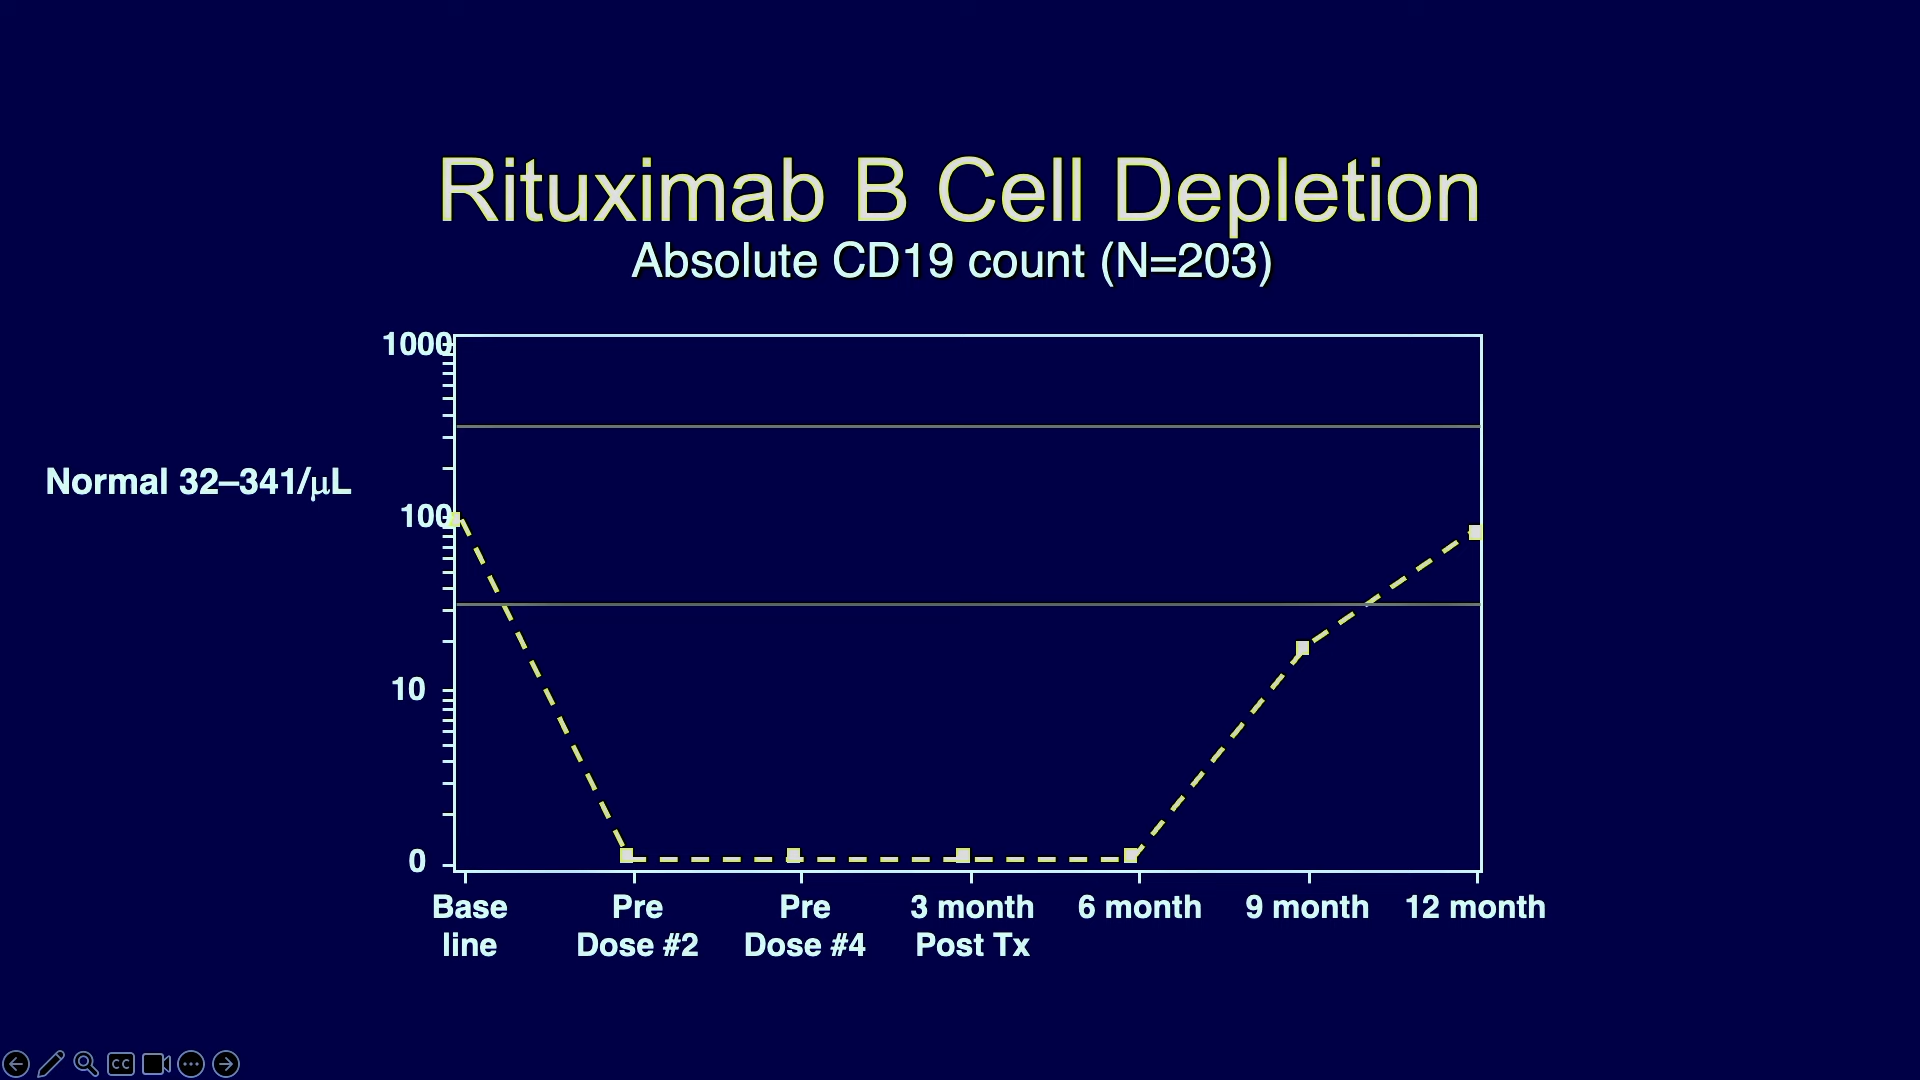 Rituximab B Cell Depletion
Absolute CD19 count (N=203)
1000
Normal 32–341/μL
100
10
0
Base line
Pre Dose #2
Pre Dose #4
3 month Post Tx
6 month
9 month
12 month
CC